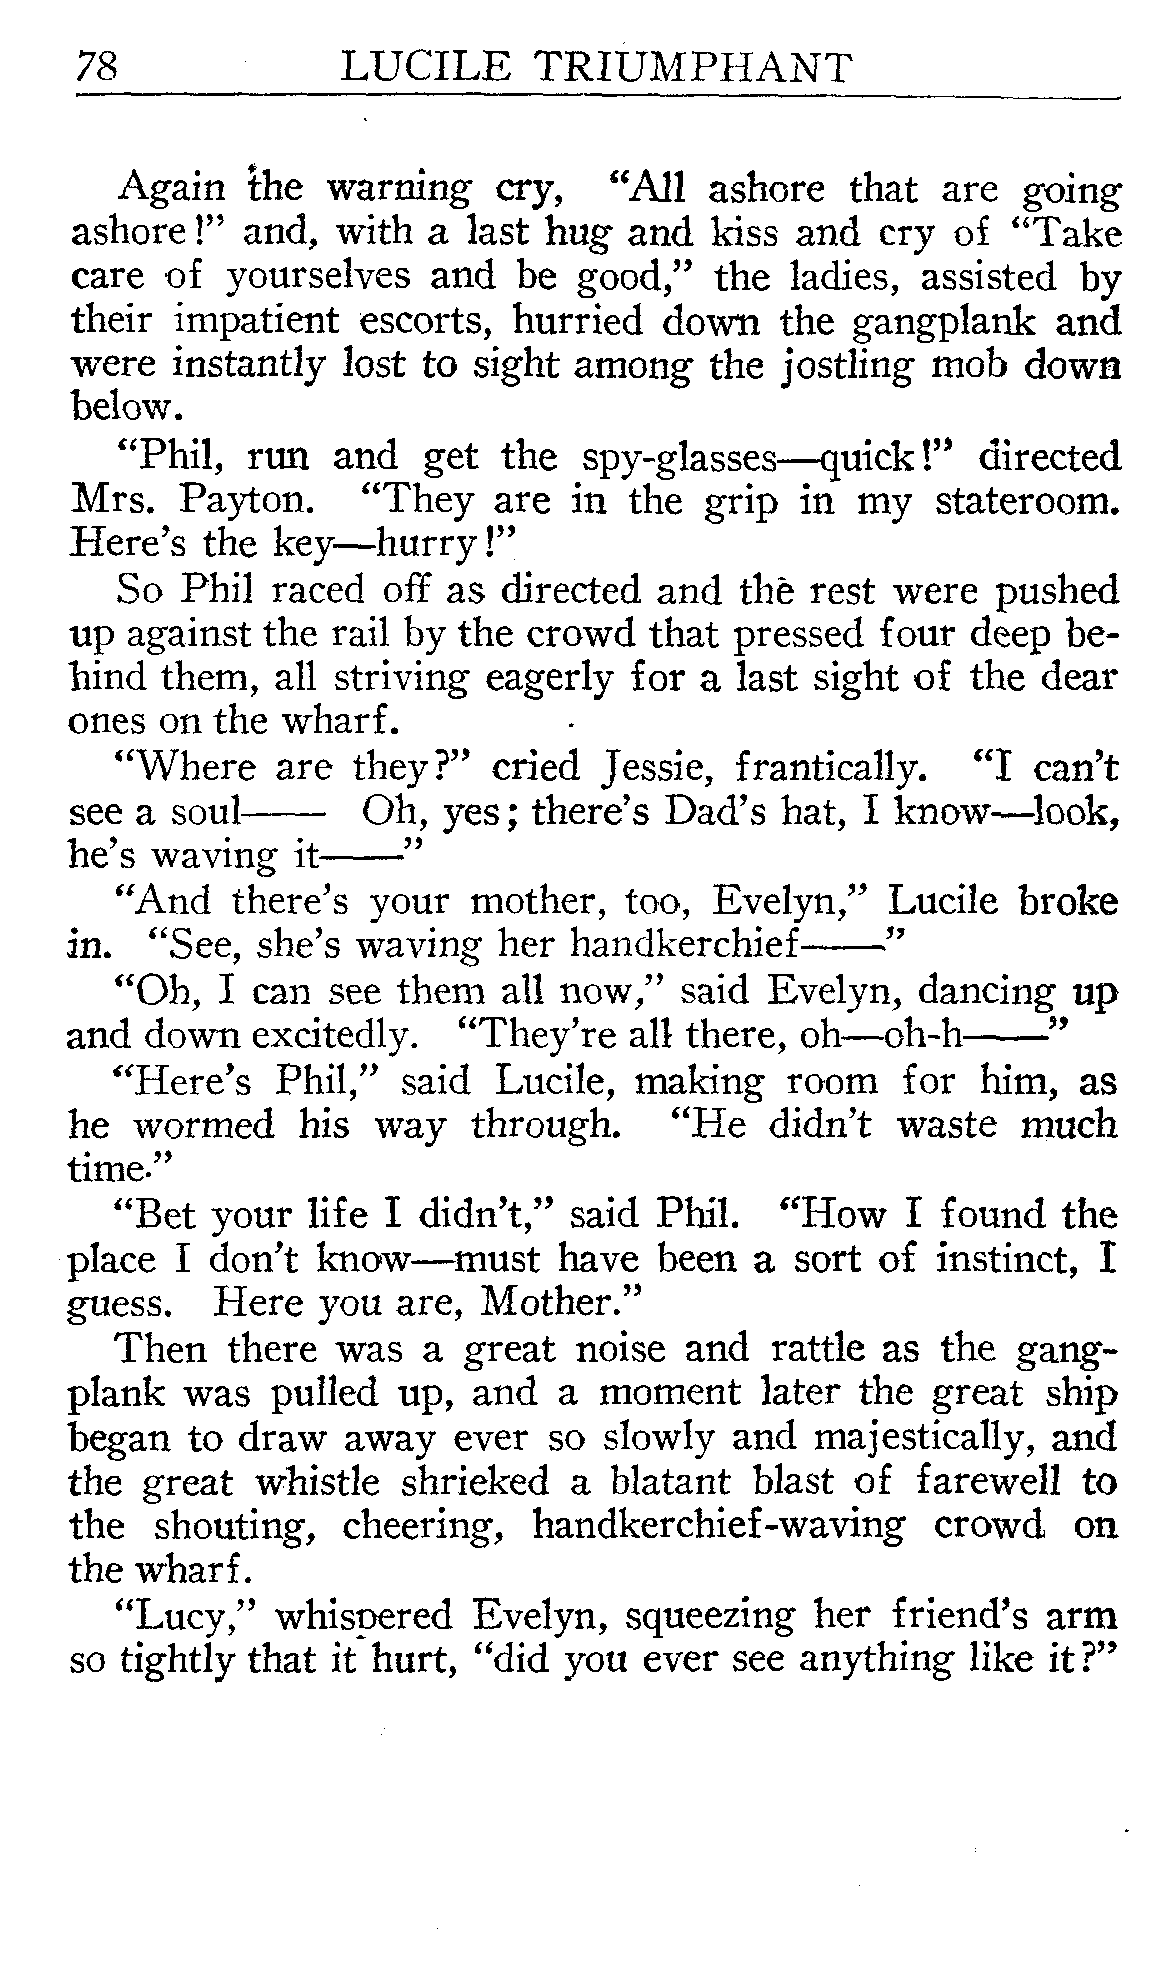 78 LUCILE TRIUMPHANT
Again the warning cry, “All ashore that are going
ashore!” and, with a last hug and kiss and cry of “Take
care of yourselves and be good,” the ladies, assisted by
their impatient escorts, hurried down the gangplank and
were instantly lost to sight among the jostling mob down
below.
“Phil, run and get the spy-glasses—quick!” directed
Mrs. Payton. “They are in the grip in my stateroom.
Here’s the key—hurry!”
So Phil raced off as directed and the rest were pushed
up against the rail by the crowd that pressed four deep be-
hind them, all striving eagerly for a last sight of the dear
ones on the wharf.
“Where are they?” cried Jessie, frantically. “I can’t
see a soul—— Oh, yes; there’s Dad’s hat, I know—look,
he’s waving it——”
“And there’s your mother, too, Evelyn,” Lucile broke
in. “See, she’s waving her handkerchief——”
“Oh, I can see them all now,” said Evelyn, dancing up
and down excitedly. “They’re all there, oh—oh-h——”
“Here’s Phil,” said Lucile, making room for him, as
he wormed his way through. “He didn’t waste much
time.”
“Bet your life I didn’t,” said Phil. “How I found the
place I don’t know—must have been a sort of instinct, I
guess. Here you are, Mother.”
Then there was a great noise and rattle as the gang-
plank was pulled up, and a moment later the great ship
began to draw away ever so slowly and majestically, and
the great whistle shrieked a blatant blast of farewell to
the shouting, cheering, handkerchief-waving crowd on
the wharf.
“Lucy,” whispered Evelyn, squeezing her friend’s arm
so tightly that it hurt, “did you ever see anything like it?”